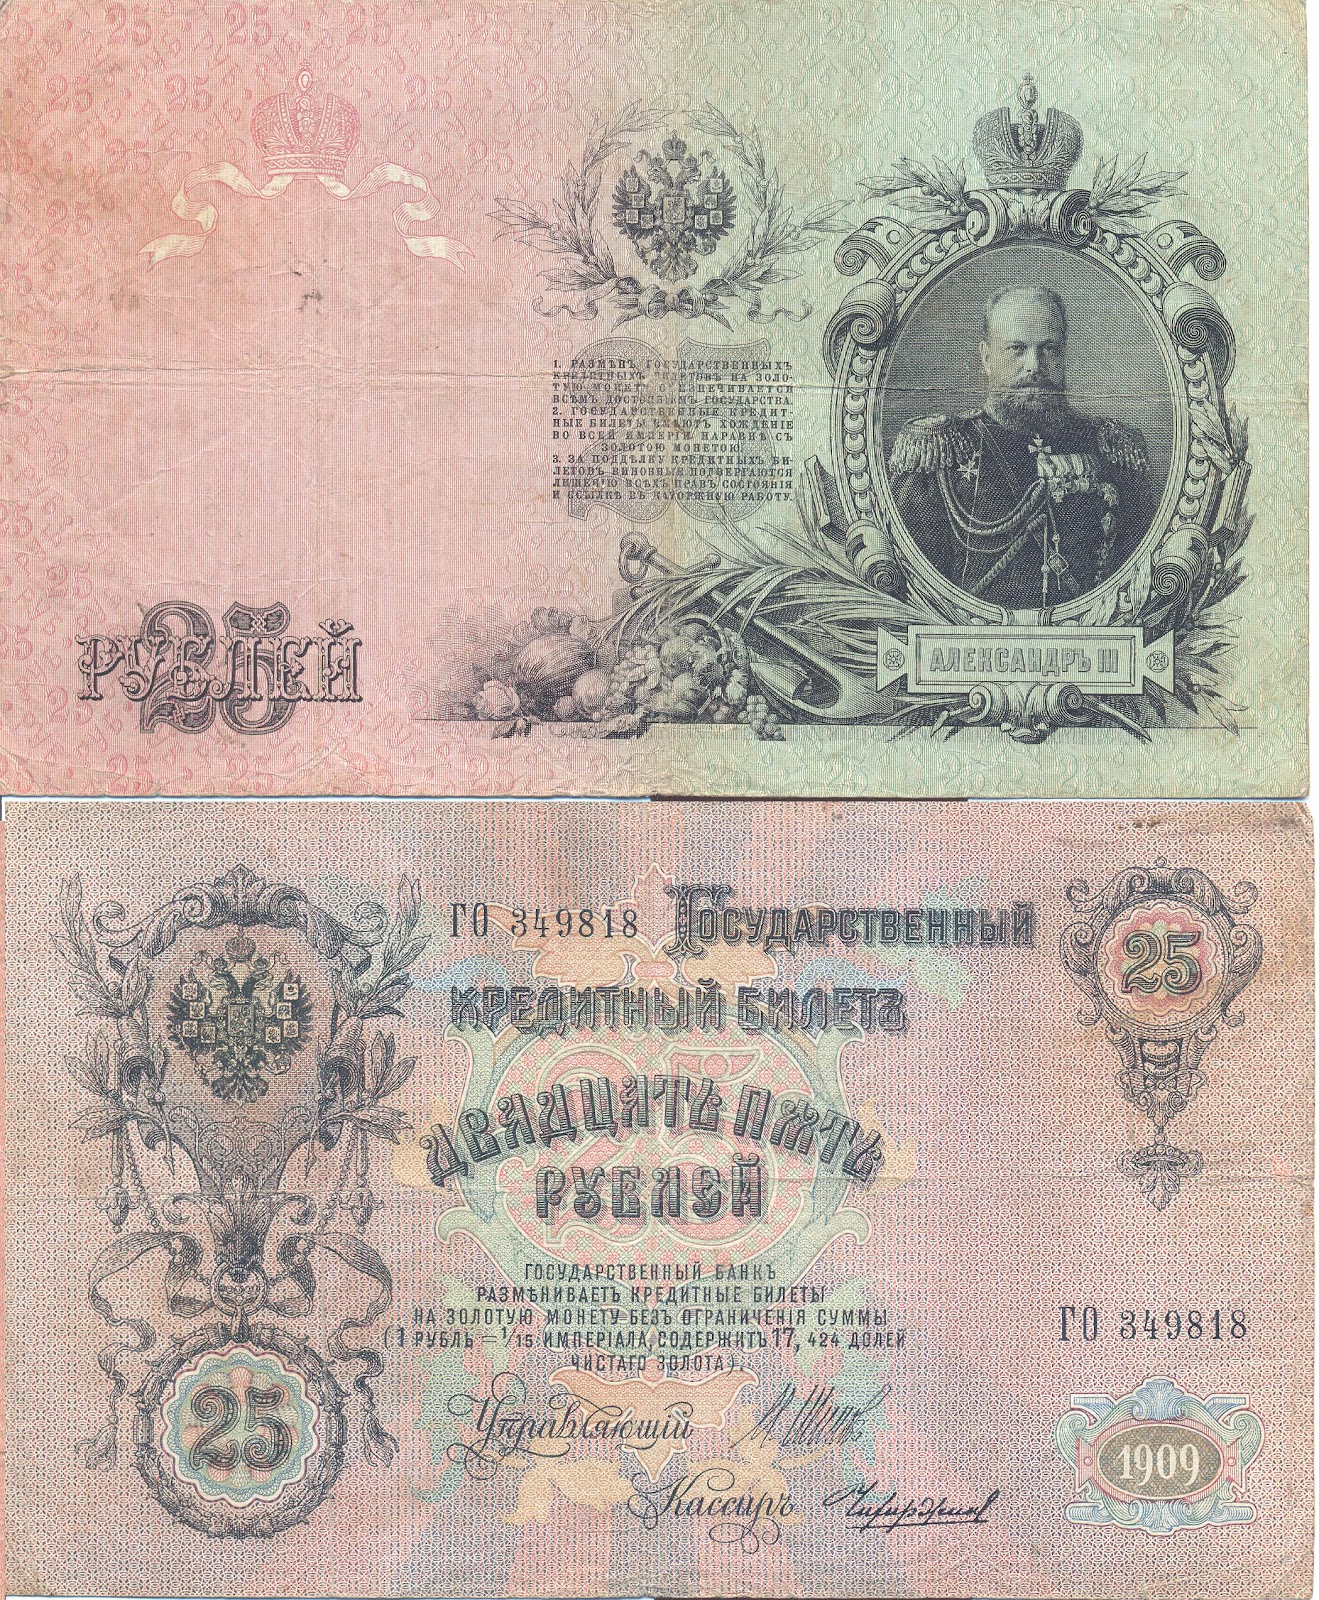 1. РАЗМѢНЪ ГОСУДАРСТВЕННЫХЪ
КРЕДИТНЫХЪ БИЛЕТОВЪ НА ЗОЛО-
ТУЮ МОНЕТУ ОБЕЗПЕЧИВАЕТСЯ
ВСѢМЪ ДОСТОЯНІЕМЪ ГОСУДАРСТВА.
2. ГОСУДАРСТВЕННЫЕ КРЕДИТ-
НЫЕ БИЛЕТЫ ИМѢЮТЪ ХОЖДЕНІЕ
ВО ВСЕЙ ИМПЕРІИ НАРАВНѢ СЪ
ЗОЛОТОЮ МОНЕТОЮ.
3. ЗА ПОДДѢЛКУ КРЕДИТНЫХЪ БИ-
ЛЕТОВЪ ВИНОВНЫЕ ПОДВЕРГАЮТСЯ
ЛИШЕНІЮ ВСѢХЪ ПРАВЪ СОСТОЯНІЯ
И ССЫЛКѢ ВЪ КАТОРЖНУЮ РАБОТУ.
25
РУБЛЕЙ
АЛЕКСАНДРЪ III
ГО 349818 ГОСУДАРСТВЕННЫЙ
КРЕДИТНЫЙ БИЛЕТЪ
25
ДВАДЦАТЬ ПЯТЬ
РУБЛЕЙ
25
ГОСУДАРСТВЕННЫЙ БАНКЪ
РАЗМѢНИВАЕТЪ КРЕДИТНЫЕ БИЛЕТЫ
НА ЗОЛОТУЮ МОНЕТУ БЕЗЪ ОГРАНИЧЕНІЯ СУММЫ
(1 РУБЛЬ = 1/15 ИМПЕРІАЛА, СОДЕРЖИТЪ 17,424 ДОЛЕЙ
ЧИСТАГО ЗОЛОТА).
ГО 349818
25
Управляющій
Кассиръ
1909